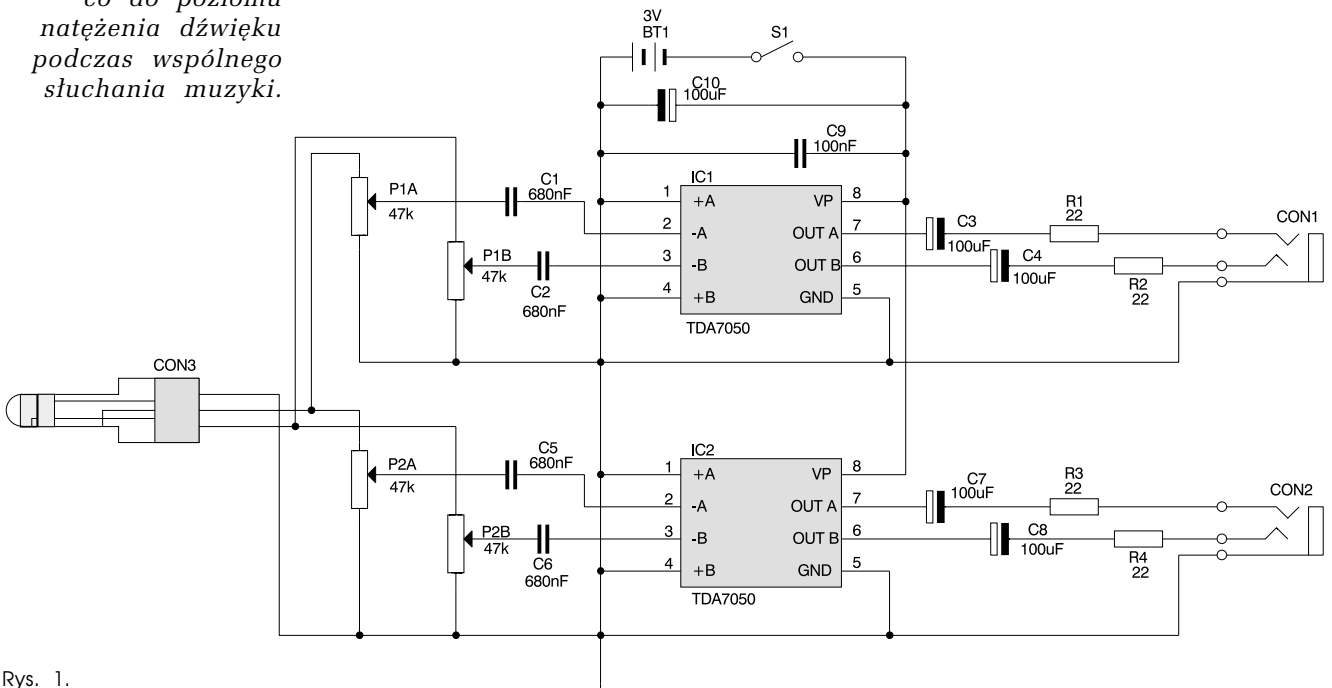 co do poziomu
natężenia dźwięku
podczas wspólnego
słuchania muzyki.
3V
BT1
S1
C10
100uF
C9
100nF
IC1
1 +A VP 8
2 -A OUT A 7
3 -B OUT B 6
4 +B GND 5
TDA7050
P1A
47k
C1
680nF
P1B
47k
C2
680nF
C3
100uF
R1
22
C4
100uF
R2
22
CON1
CON3
IC2
1 +A VP 8
2 -A OUT A 7
3 -B OUT B 6
4 +B GND 5
TDA7050
P2A
47k
C5
680nF
P2B
47k
C6
680nF
C7
100uF
R3
22
C8
100uF
R4
22
CON2
Rys. 1.